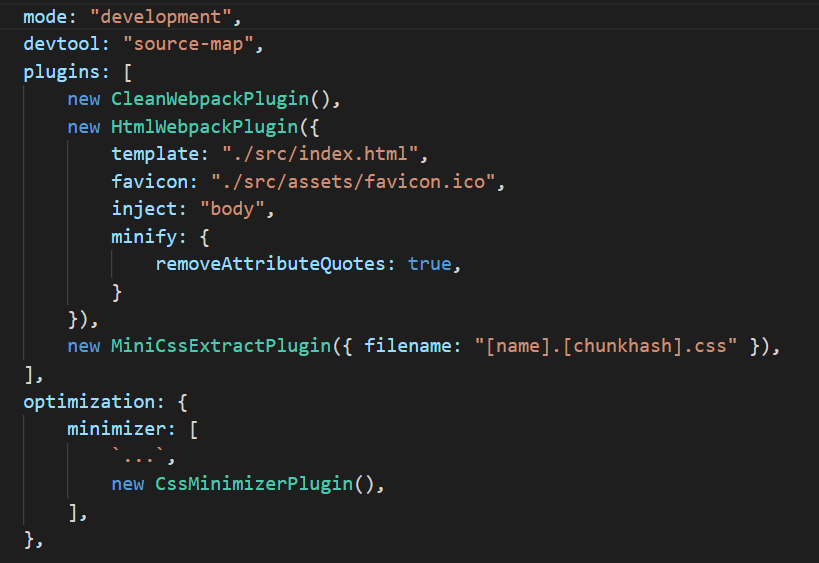 mode: "development",
devtool: "source-map",
plugins: [
    new CleanWebpackPlugin(),
    new HtmlWebpackPlugin({
        template: "./src/index.html",
        favicon: "./src/assets/favicon.ico",
        inject: "body",
        minify: {
            removeAttributeQuotes: true,
        }
    }),
    new MiniCssExtractPlugin({ filename: "[name].[chunkhash].css" }),
],
optimization: {
    minimizer: [
        `...`,
        new CssMinimizerPlugin(),
    ],
},